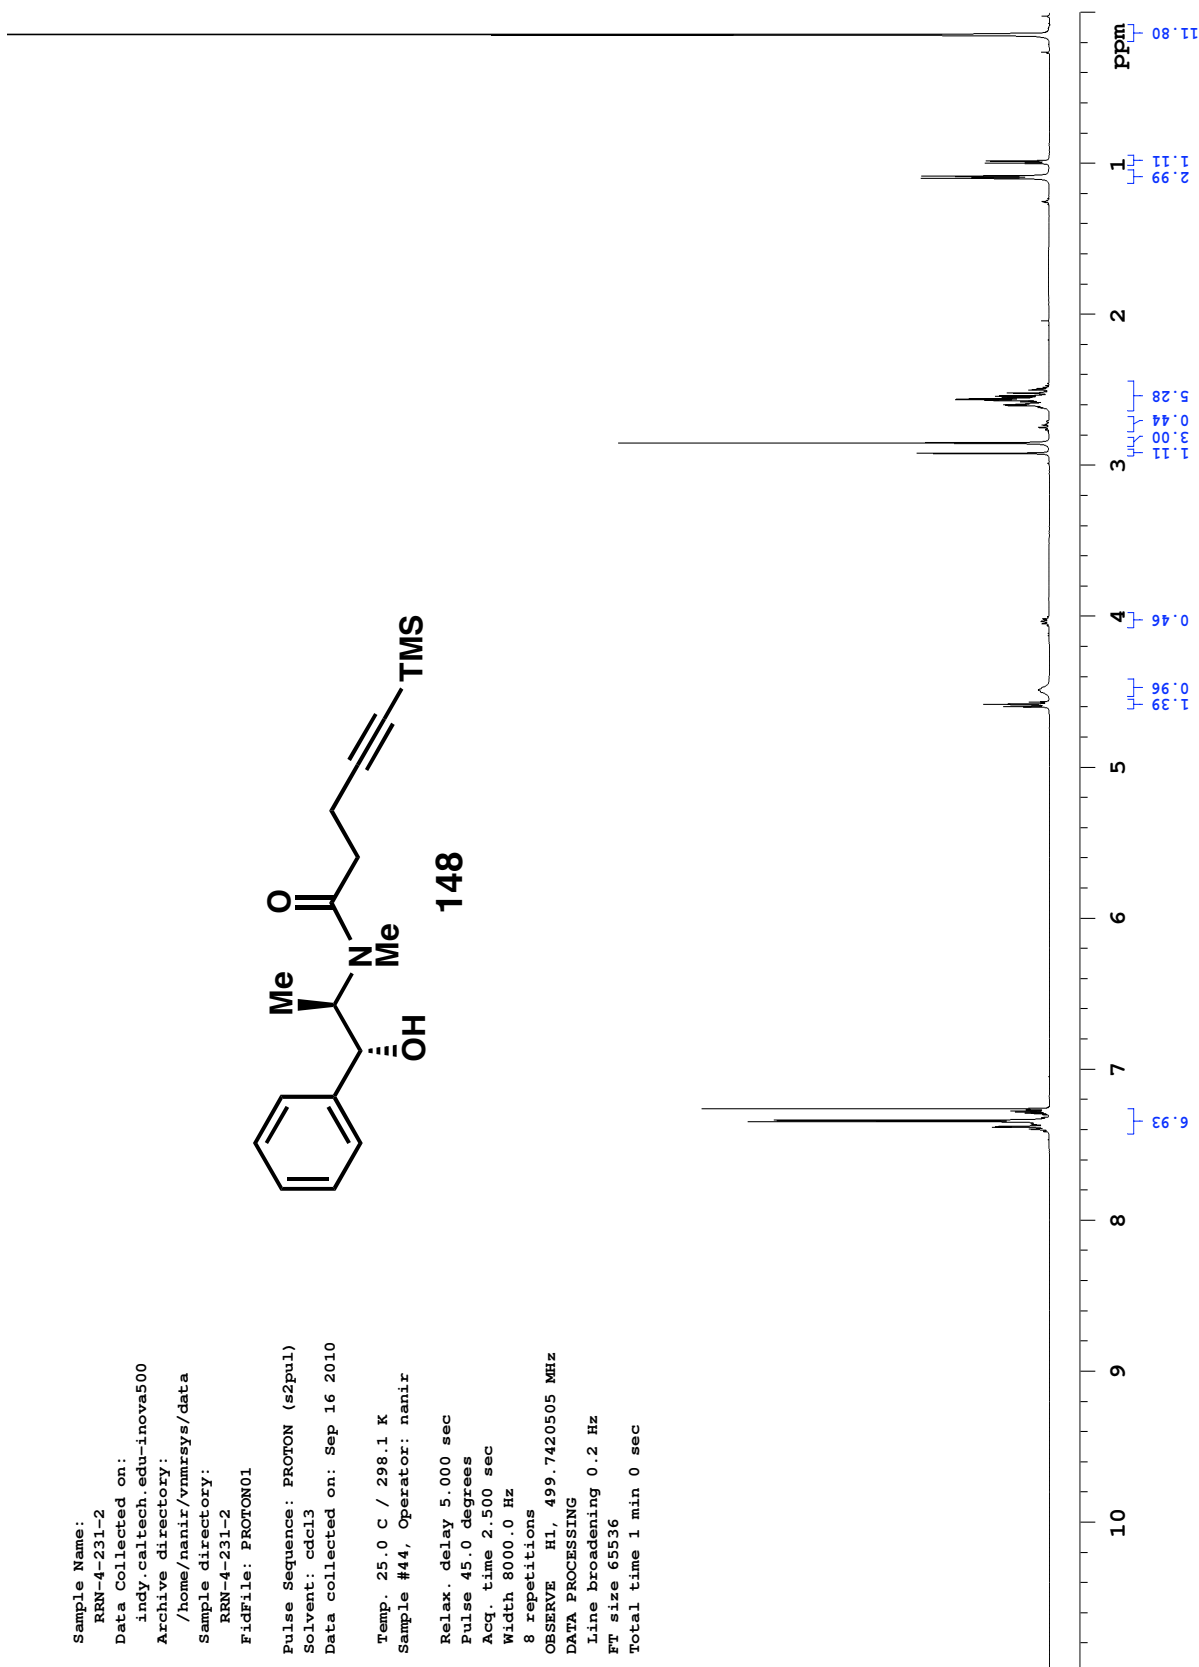 Sample Name:
RRN-4-231-2
Data Collected on:
indy.caltech.edu-inova500
Archive directory:
/home/nanir/vnmrsys/data
Sample directory:
RRN-4-231-2
FidFile: PROTON01
Pulse Sequence: PROTON (s2pul)
Solvent: cdcl3
Data collected on: Sep 16 2010
Temp. 25.0 C / 298.1 K
Sample #44, Operator: nanir
Relax. delay 5.000 sec
Pulse 45.0 degrees
Acq. time 2.500 sec
Width 8000.0 Hz
8 repetitions
OBSERVE H1, 499.7420505 MHz
DATA PROCESSING
Line broadening 0.2 Hz
FT size 65536
Total time 1 min 0 sec
Me
O
N
Me
OH
TMS
148
10 9 8 7 6 5 4 3 2 1 ppm
6.93
1.39
0.96
0.46
1.11
3.00
0.44
5.28
2.99
1.11
11.80